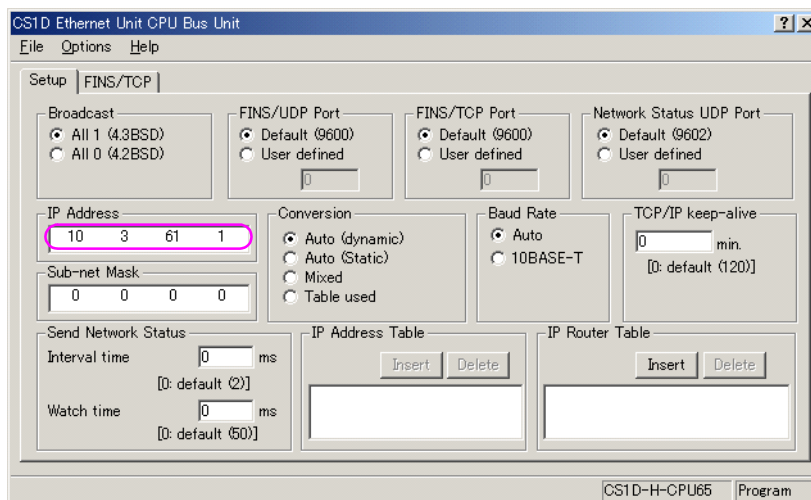 CS1D Ethernet Unit CPU Bus Unit
File Options Help
Setup FINS/TCP
Broadcast
All 1 (4.3BSD)
All 0 (4.2BSD)
FINS/UDP Port
Default (9600)
User defined
0
FINS/TCP Port
Default (9600)
User defined
0
Network Status UDP Port
Default (9602)
User defined
0
IP Address
10 3 61 1
Sub-net Mask
0 0 0 0
Conversion
Auto (dynamic)
Auto (Static)
Mixed
Table used
Baud Rate
Auto
10BASE-T
TCP/IP keep-alive
0 min.
[0: default (120)]
Send Network Status
Interval time 0 ms
[0: default (2)]
Watch time 0 ms
[0: default (50)]
IP Address Table
Insert Delete
IP Router Table
Insert Delete
CS1D-H-CPU65 Program